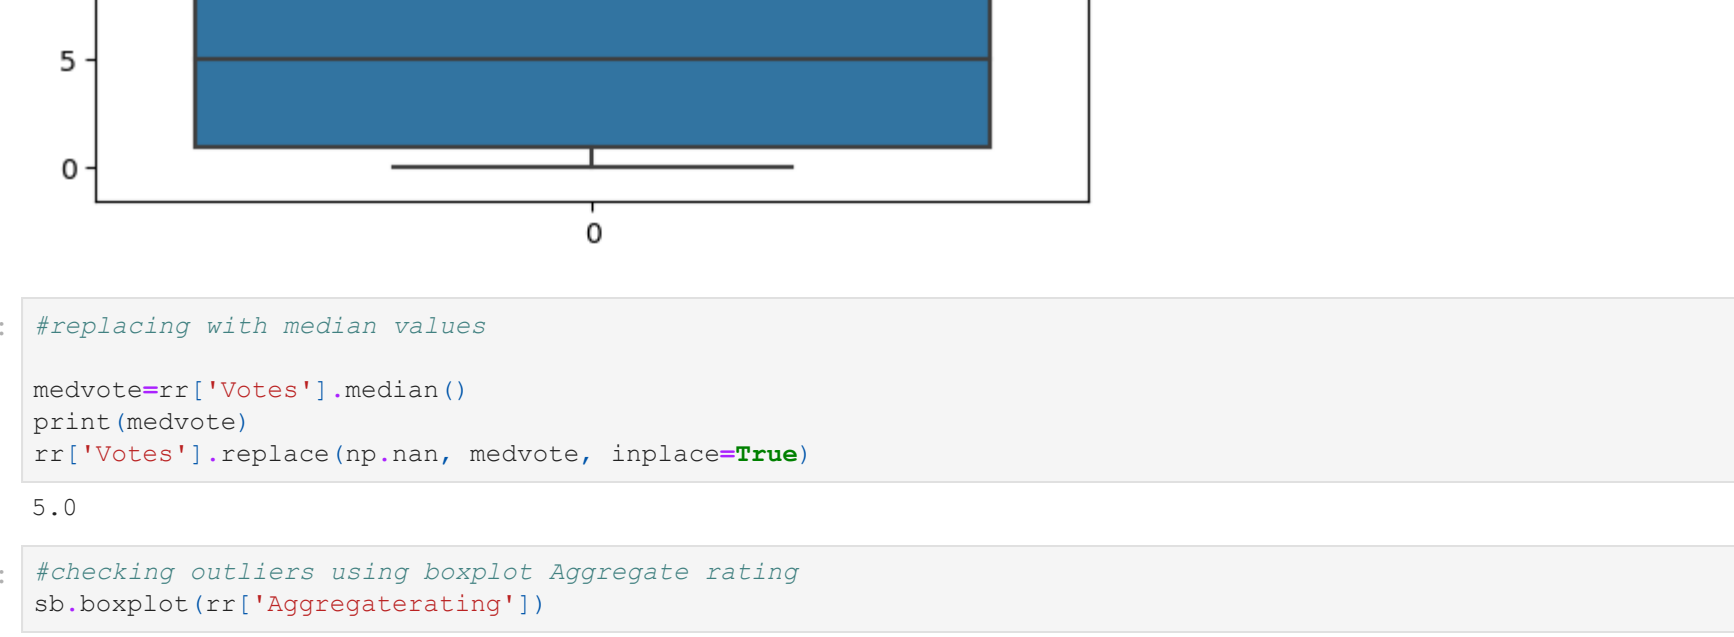 5
0
0
:
#replacing with median values
medvote=rr['Votes'].median()
print(medvote)
rr['Votes'].replace(np.nan, medvote, inplace=True)
5.0
:
#checking outliers using boxplot Aggregate rating
sb.boxplot(rr['Aggregaterating'])